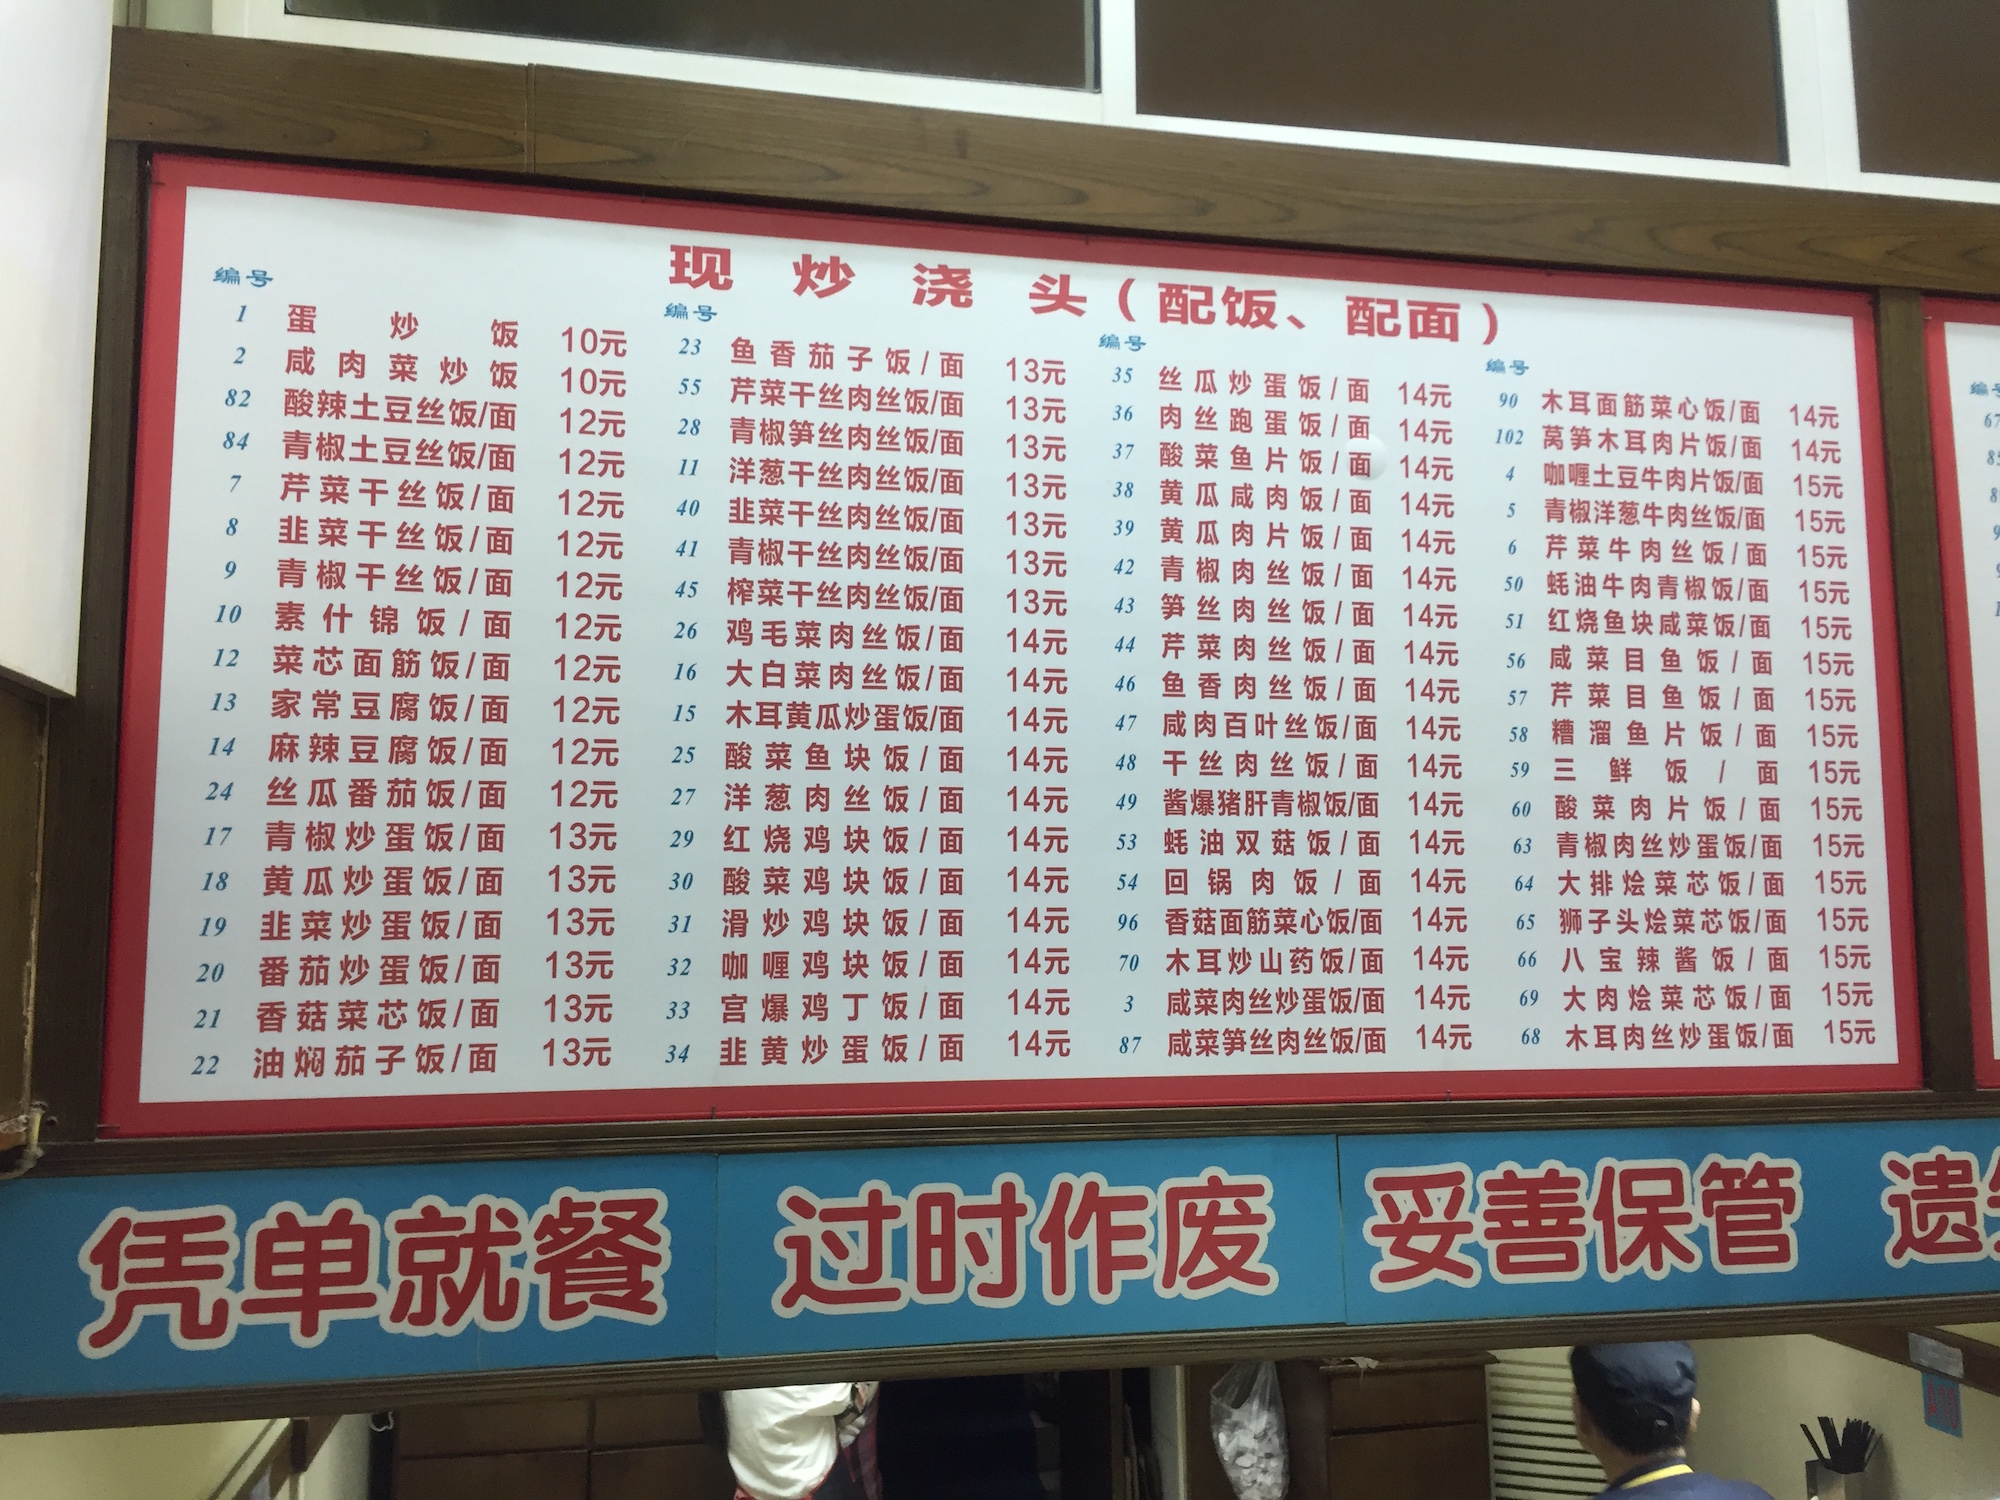 现炒浇头（配饭、配面）
编号
1 蛋炒饭 10元
2 咸肉菜炒饭 10元
82 酸辣土豆丝饭/面 12元
84 青椒土豆丝饭/面 12元
7 芹菜干丝饭/面 12元
8 韭菜干丝饭/面 12元
9 青椒干丝饭/面 12元
10 素什锦饭/面 12元
12 菜芯面筋饭/面 12元
13 家常豆腐饭/面 12元
14 麻辣豆腐饭/面 12元
24 丝瓜番茄饭/面 12元
17 青椒炒蛋饭/面 13元
18 黄瓜炒蛋饭/面 13元
19 韭菜炒蛋饭/面 13元
20 番茄炒蛋饭/面 13元
21 香菇菜芯饭/面 13元
22 油焖茄子饭/面 13元
编号
23 鱼香茄子饭/面 13元
55 芹菜干丝肉丝饭/面 13元
28 青椒笋丝肉丝饭/面 13元
11 洋葱干丝肉丝饭/面 13元
40 韭菜干丝肉丝饭/面 13元
41 青椒干丝肉丝饭/面 13元
45 榨菜干丝肉丝饭/面 13元
26 鸡毛菜肉丝饭/面 14元
16 大白菜肉丝饭/面 14元
15 木耳黄瓜炒蛋饭/面 14元
25 酸菜鱼块饭/面 14元
27 洋葱肉丝饭/面 14元
29 红烧鸡块饭/面 14元
30 酸菜鸡块饭/面 14元
31 滑炒鸡块饭/面 14元
32 咖喱鸡块饭/面 14元
33 宫爆鸡丁饭/面 14元
34 韭黄炒蛋饭/面 14元
编号
35 丝瓜炒蛋饭/面 14元
36 肉丝跑蛋饭/面 14元
37 酸菜鱼片饭/面 14元
38 黄瓜咸肉饭/面 14元
39 黄瓜肉片饭/面 14元
42 青椒肉丝饭/面 14元
43 笋丝肉丝饭/面 14元
44 芹菜肉丝饭/面 14元
46 鱼香肉丝饭/面 14元
47 咸肉百叶丝饭/面 14元
48 干丝肉丝饭/面 14元
49 酱爆猪肝青椒饭/面 14元
53 蚝油双菇饭/面 14元
54 回锅肉饭/面 14元
96 香菇面筋菜心饭/面 14元
70 木耳炒山药饭/面 14元
3 咸菜肉丝炒蛋饭/面 14元
87 咸菜笋丝肉丝饭/面 14元
编号
90 木耳面筋菜心饭/面 14元
102 莴笋木耳肉片饭/面 14元
4 咖喱土豆牛肉片饭/面 15元
5 青椒洋葱牛肉丝饭/面 15元
6 芹菜牛肉丝饭/面 15元
50 蚝油牛肉青椒饭/面 15元
51 红烧鱼块咸菜饭/面 15元
56 咸菜目鱼饭/面 15元
57 芹菜目鱼饭/面 15元
58 糟溜鱼片饭/面 15元
59 三鲜饭/面 15元
60 酸菜肉片饭/面 15元
63 青椒肉丝炒蛋饭/面 15元
64 大排烩菜芯饭/面 15元
65 狮子头烩菜芯饭/面 15元
66 八宝辣酱饭/面 15元
69 大肉烩菜芯饭/面 15元
68 木耳肉丝炒蛋饭/面 15元
凭单就餐 过时作废 妥善保管 遗